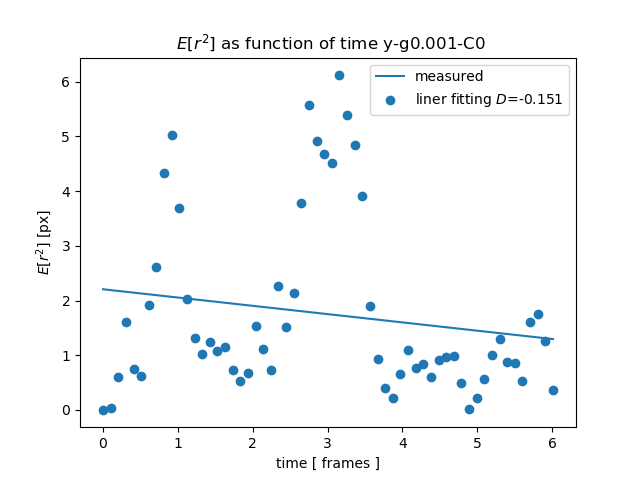 E[r²] as function of time y-g0.001-C0
measured
liner fitting D=-0.151
6
5
4
3
2
1
0
E[r²] [px]
0 1 2 3 4 5 6
time [ frames ]